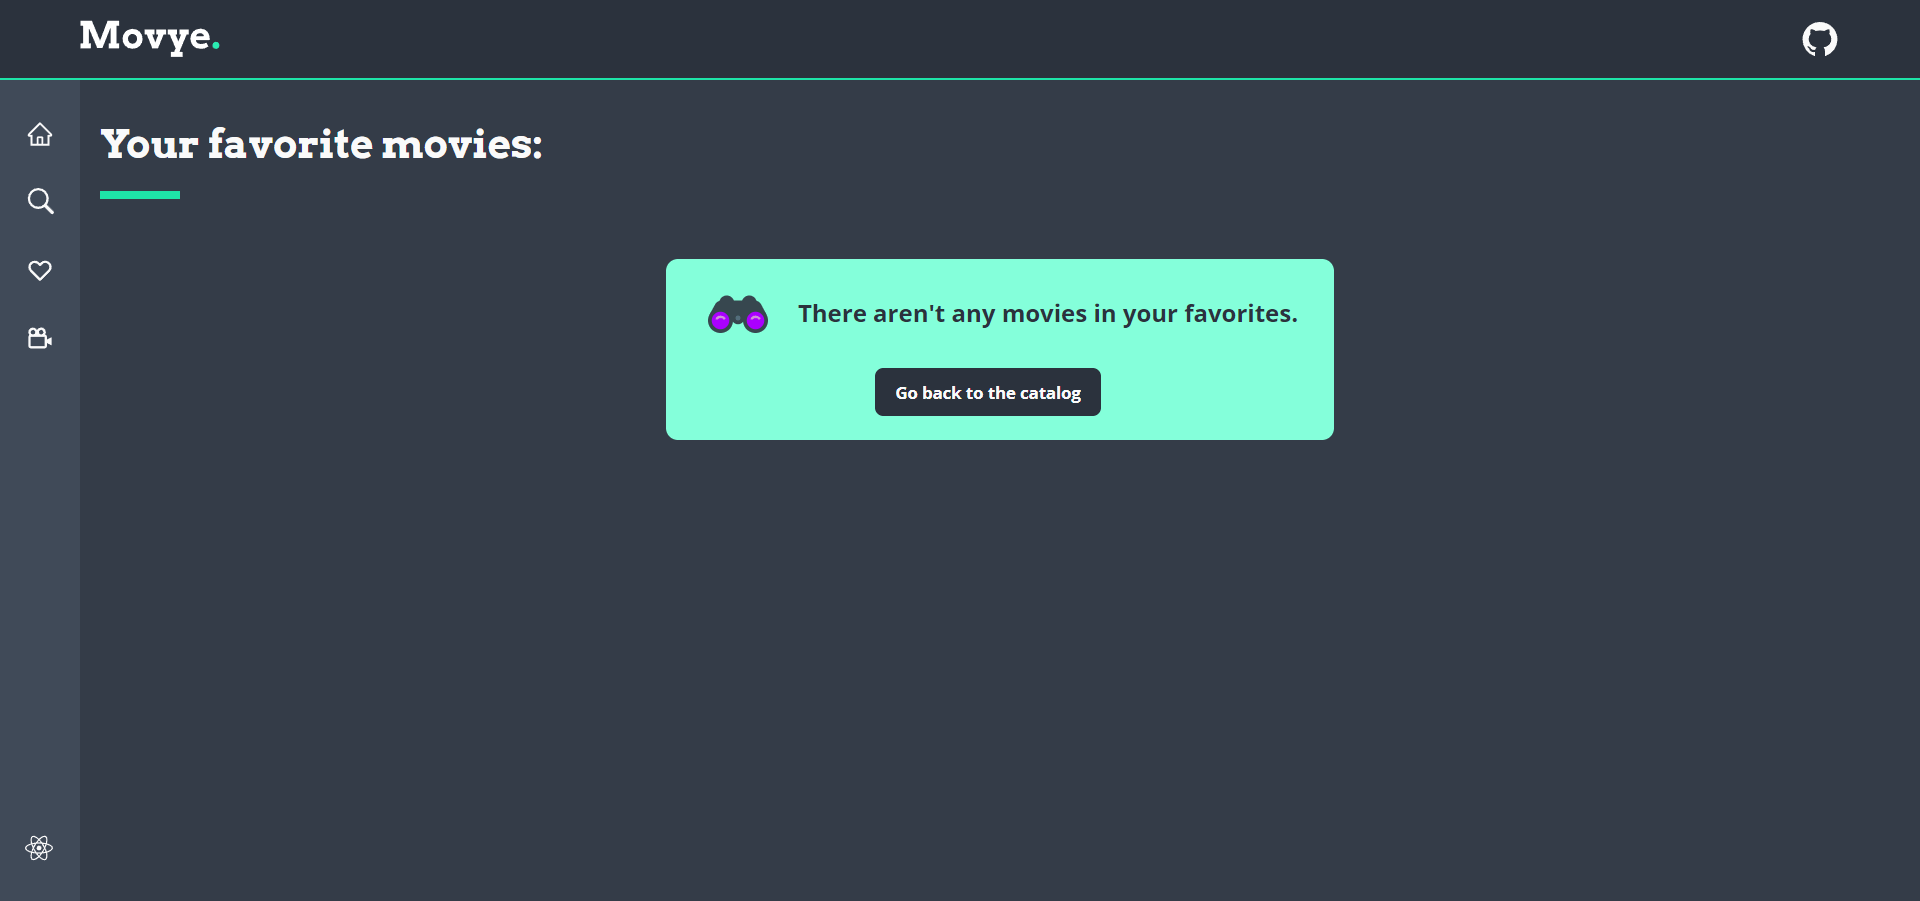 Movye.
Your favorite movies:
There aren't any movies in your favorites.
Go back to the catalog